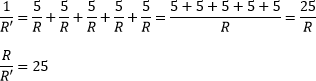 1/R' = 5/R + 5/R + 5/R + 5/R + 5/R = (5 + 5 + 5 + 5 + 5)/R = 25/R
R/R' = 25